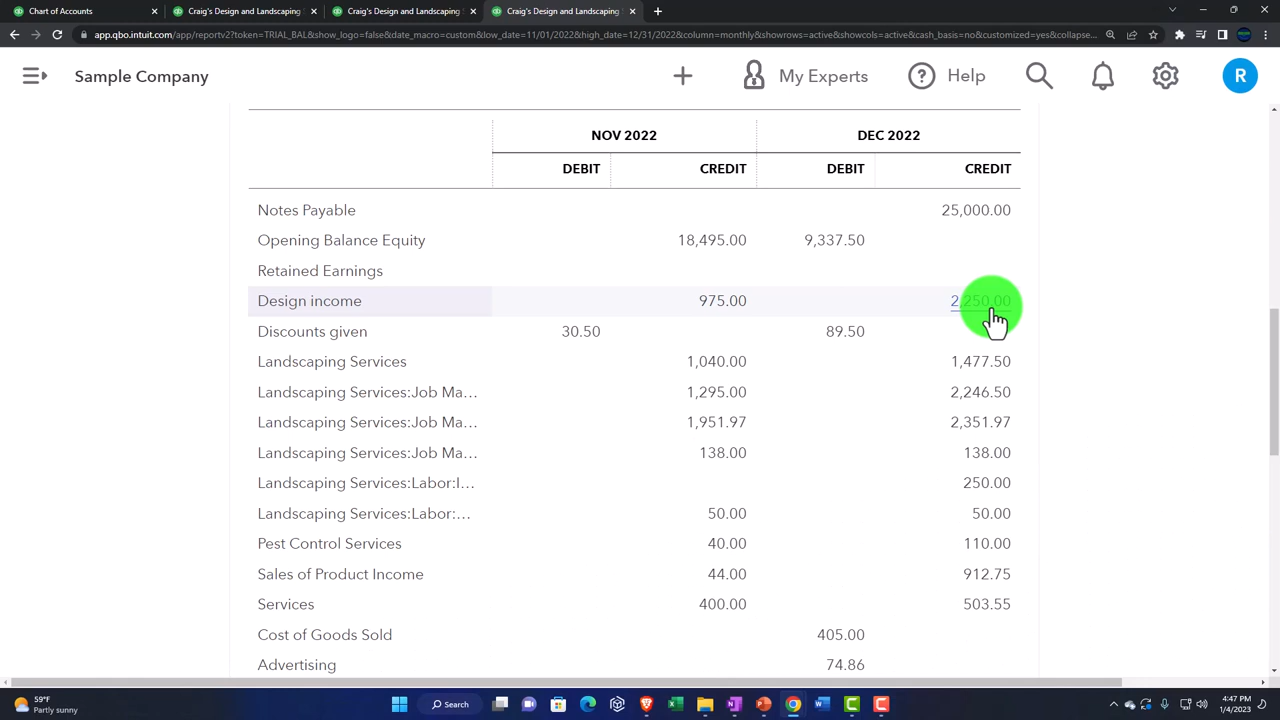 Chart of Accounts
Craig's Design and Landscaping
Craig's Design and Landscaping
Craig's Design and Landscaping
app.qbo.intuit.com/app/reportv2?token=TRIAL_BAL&show_logo=false&date_macro=custom&low_date=11/01/2022&high_date=12/31/2022&column=monthly&showrows=active&showcols=active&cash_basis=no&customized=yes&collapse...
Sample Company
My Experts
Help
R
NOV 2022 DEC 2022
DEBIT CREDIT DEBIT CREDIT
Notes Payable 25,000.00
Opening Balance Equity 18,495.00 9,337.50
Retained Earnings
Design income 975.00 2,250.00
Discounts given 30.50 89.50
Landscaping Services 1,040.00 1,477.50
Landscaping Services:Job Ma... 1,295.00 2,246.50
Landscaping Services:Job Ma... 1,951.97 2,351.97
Landscaping Services:Job Ma... 138.00 138.00
Landscaping Services:Labor:I... 250.00
Landscaping Services:Labor:... 50.00 50.00
Pest Control Services 40.00 110.00
Sales of Product Income 44.00 912.75
Services 400.00 503.55
Cost of Goods Sold 405.00
Advertising 74.86
59°F
Partly sunny
Search
4:47 PM
1/4/2023